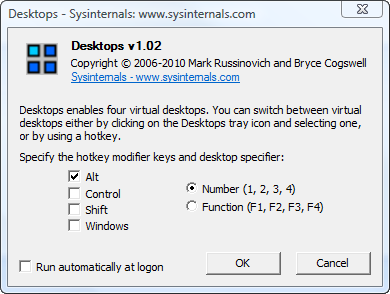 Desktops - Sysinternals: www.sysinternals.com
Desktops v1.02
Copyright © 2006-2010 Mark Russinovich and Bryce Cogswell
Sysinternals - www.sysinternals.com
Desktops enables four virtual desktops. You can switch between virtual
desktops either by clicking on the Desktops tray icon and selecting one,
or by using a hotkey.
Specify the hotkey modifier keys and desktop specifier:
Alt
Control
Shift
Windows
Number (1, 2, 3, 4)
Function (F1, F2, F3, F4)
Run automatically at logon
OK
Cancel